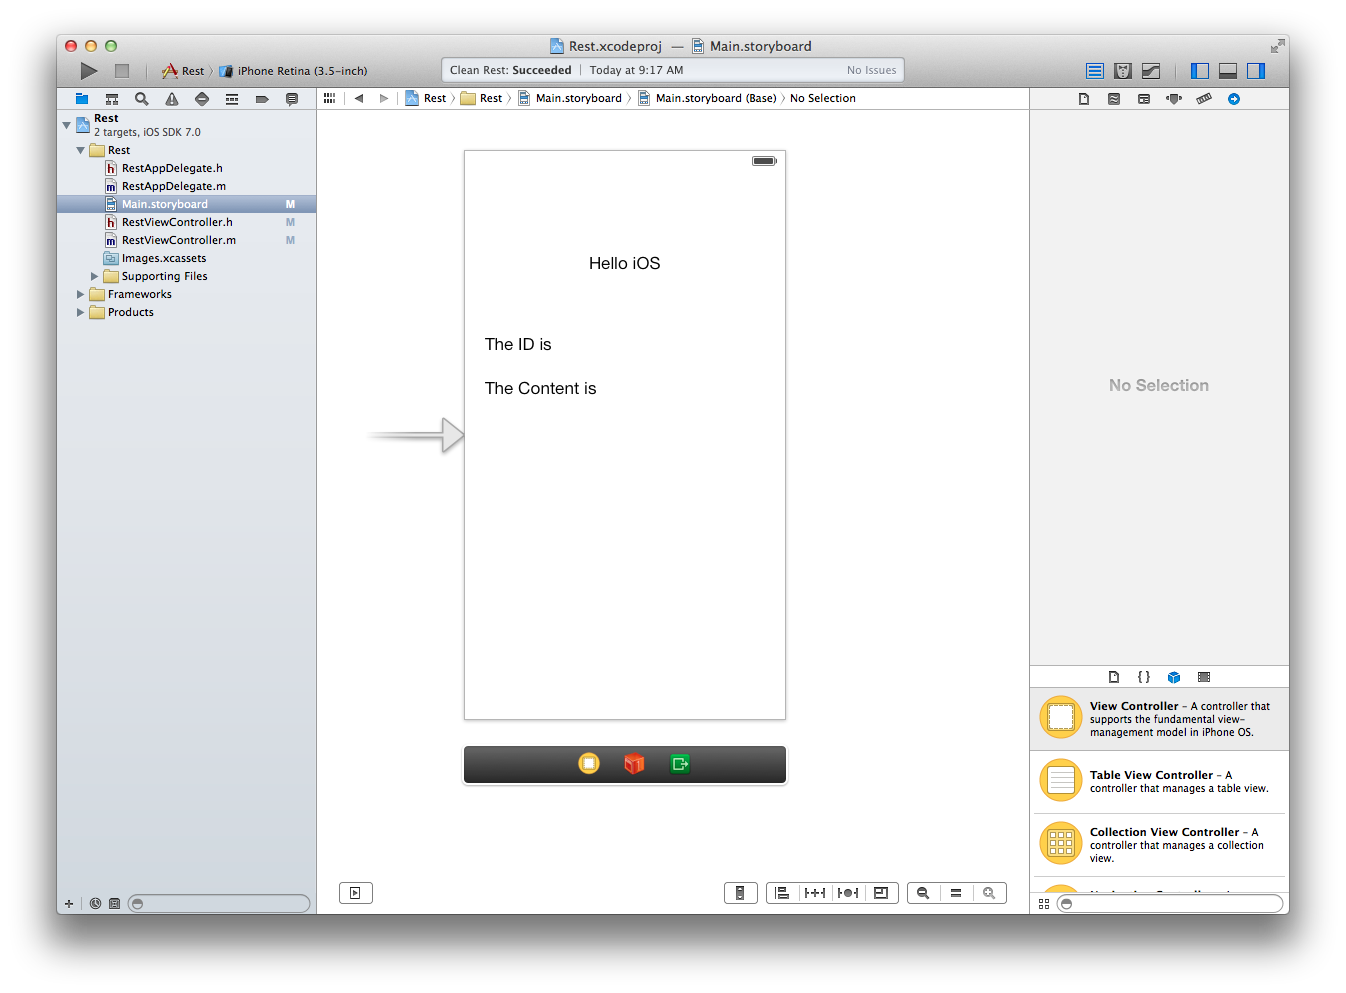 Rest.xcodeproj — Main.storyboard
Rest 〉 iPhone Retina (3.5-inch)
Clean Rest: Succeeded | Today at 9:17 AM
No Issues
Rest 〉 Rest 〉 Main.storyboard 〉 Main.storyboard (Base) 〉 No Selection
Rest
2 targets, iOS SDK 7.0
Rest
RestAppDelegate.h
RestAppDelegate.m
Main.storyboard M
RestViewController.h M
RestViewController.m M
Images.xcassets
Supporting Files
Frameworks
Products
Hello iOS
The ID is
The Content is
No Selection
View Controller – A controller that
supports the fundamental view-
management model in iPhone OS.
Table View Controller – A
controller that manages a table view.
Collection View Controller – A
controller that manages a collection
view.